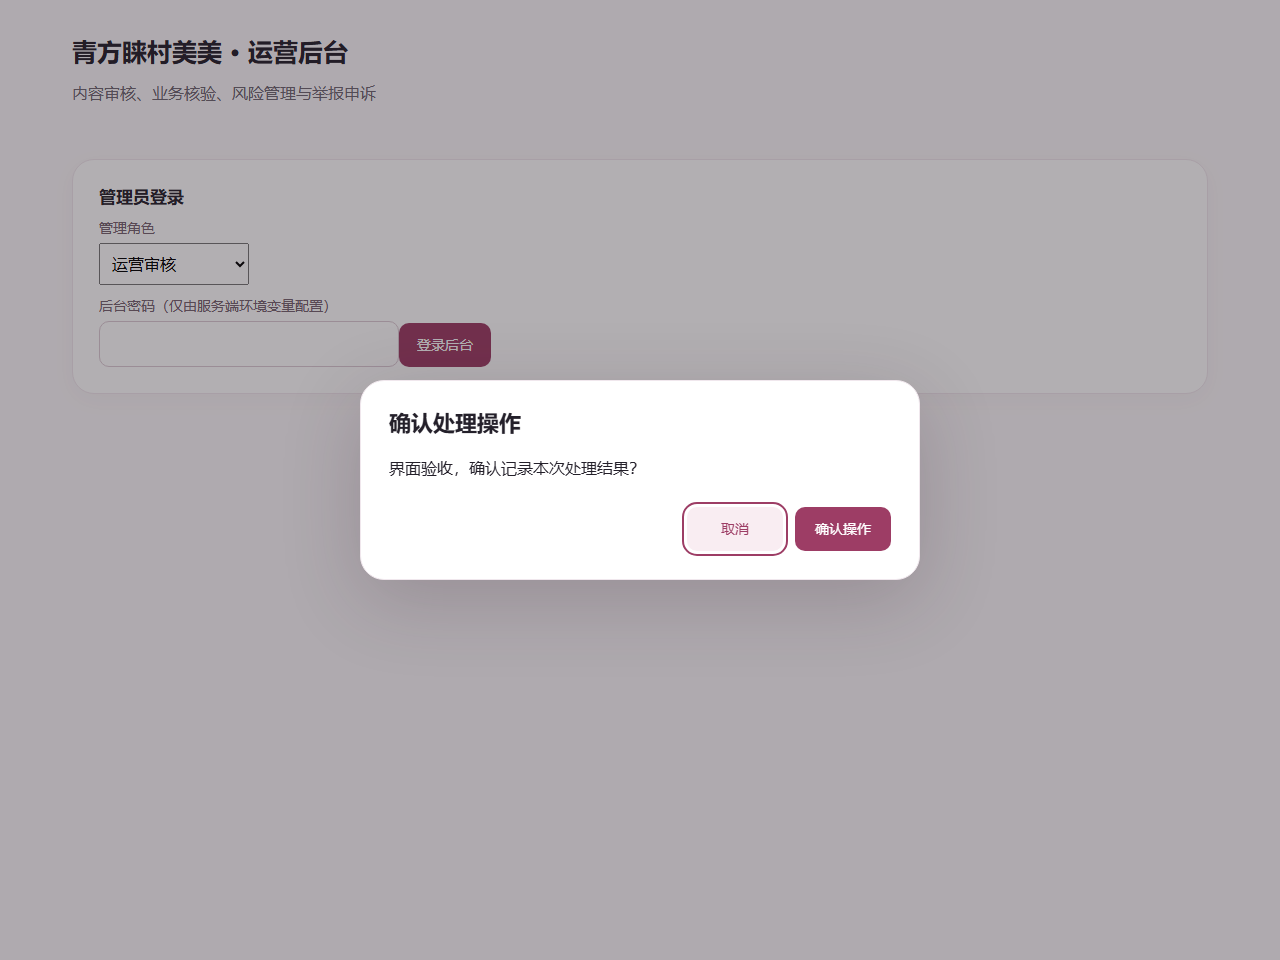 青方睐村美美 · 运营后台
内容审核、业务核验、风险管理与举报申诉
管理员登录
管理角色
运营审核
后台密码（仅由服务端环境变量配置）
登录后台
确认处理操作
界面验收，确认记录本次处理结果？
取消
确认操作